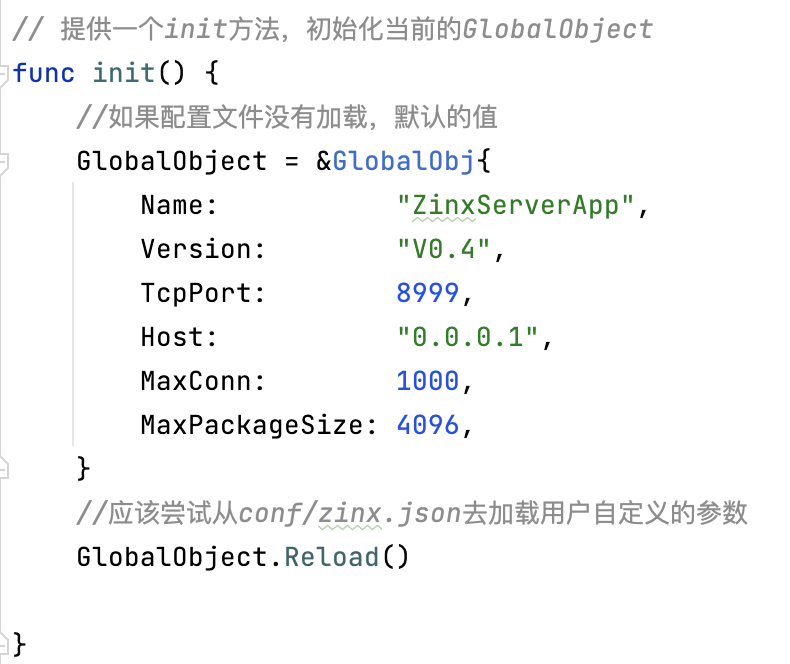 // 提供一个init方法，初始化当前的GlobalObject
func init() {
//如果配置文件没有加载，默认的值
GlobalObject = &GlobalObj{
Name: "ZinxServerApp",
Version: "V0.4",
TcpPort: 8999,
Host: "0.0.0.1",
MaxConn: 1000,
MaxPackageSize: 4096,
}
//应该尝试从conf/zinx.json去加载用户自定义的参数
GlobalObject.Reload()
}